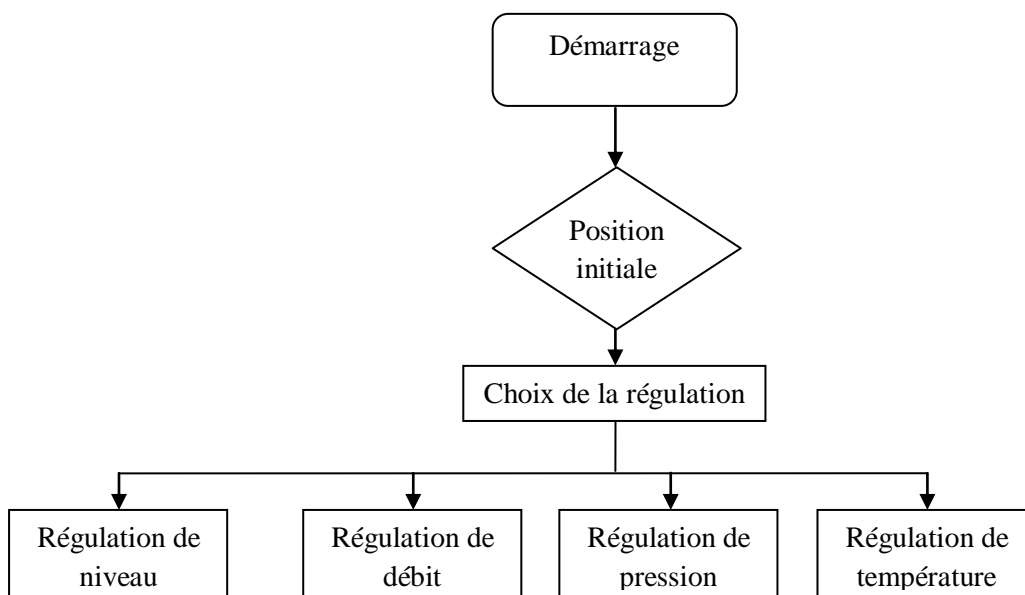 Démarrage
Position
initiale
Choix de la régulation
Régulation de
niveau
Régulation de
débit
Régulation de
pression
Régulation de
température